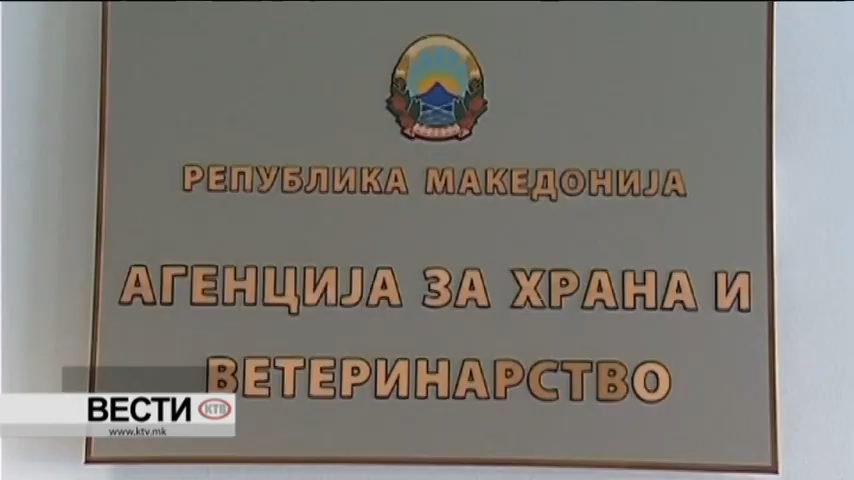 РЕПУБЛИКА МАКЕДОНИЈА
АГЕНЦИЈА ЗА ХРАНА И
ВЕТЕРИНАРСТВО
ВЕСТИ КТВ
www.ktv.mk